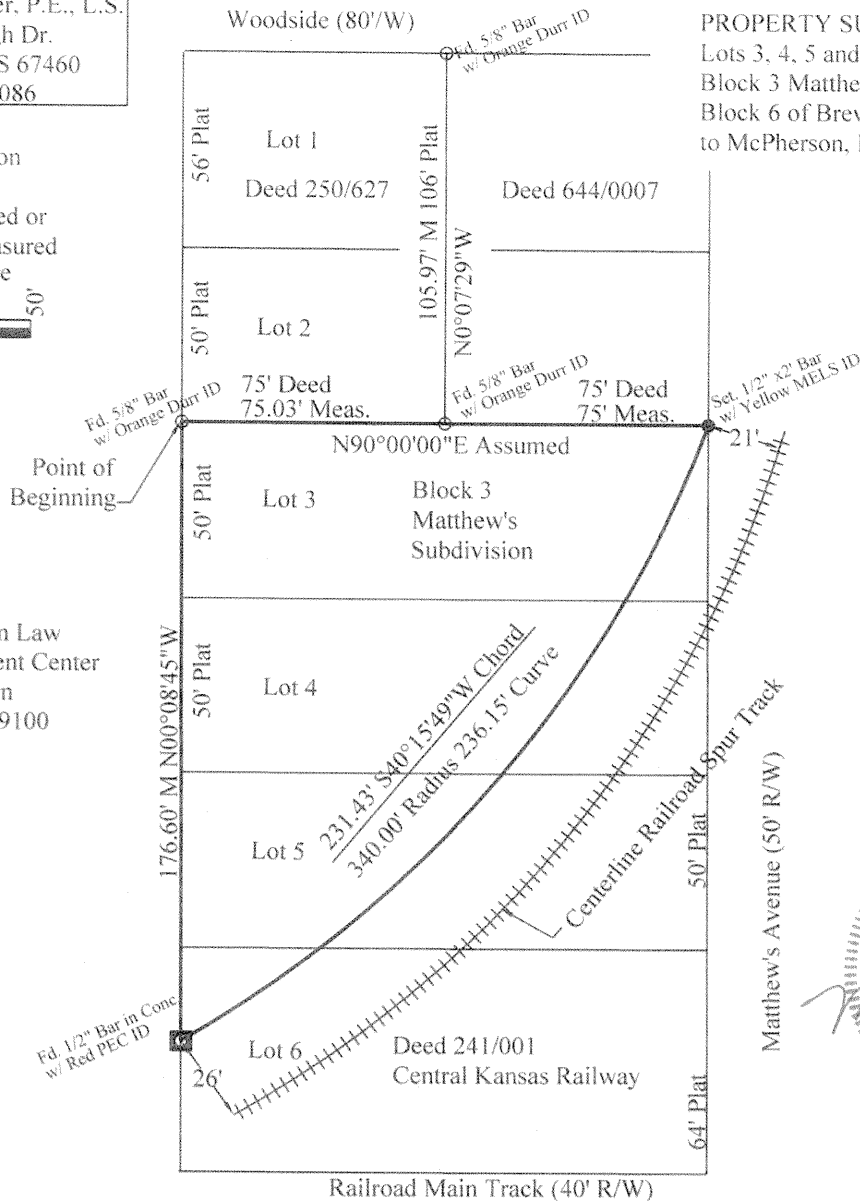 er, P.E., L.S.
gh Dr.
S 67460
086
on
ed or
asured
e
50'
n Law
ent Center
n
9100
PROPERTY SU
Lots 3, 4, 5 and
Block 3 Matthe
Block 6 of Brev
to McPherson,
Woodside (80'/W)
Fd. 5/8" Bar
w/ Orange Durr ID
56' Plat
Lot 1
Deed 250/627
105.97' M 106' Plat
N0°07'29"W
Deed 644/0007
50' Plat
Lot 2
Fd. 5/8" Bar
w/ Orange Durr ID
75' Deed
75.03' Meas.
Fd. 5/8" Bar
w/ Orange Durr ID
75' Deed
75' Meas.
Set. 1/2" x2' Bar
w/ Yellow MELS ID
21'
N90°00'00"E Assumed
Point of
Beginning
50' Plat
Lot 3
Block 3
Matthew's
Subdivision
176.60' M N00°08'45"W
50' Plat
Lot 4
231.43' S40°15'49"W Chord
340.00' Radius 236.15' Curve
Lot 5
Centerline Railroad Spur Track
50' Plat
Matthew's Avenue (50' R/W)
Fd. 1/2" Bar in Conc
w/ Red PEC ID
26'
Lot 6
Deed 241/001
Central Kansas Railway
64' Plat
Railroad Main Track (40' R/W)